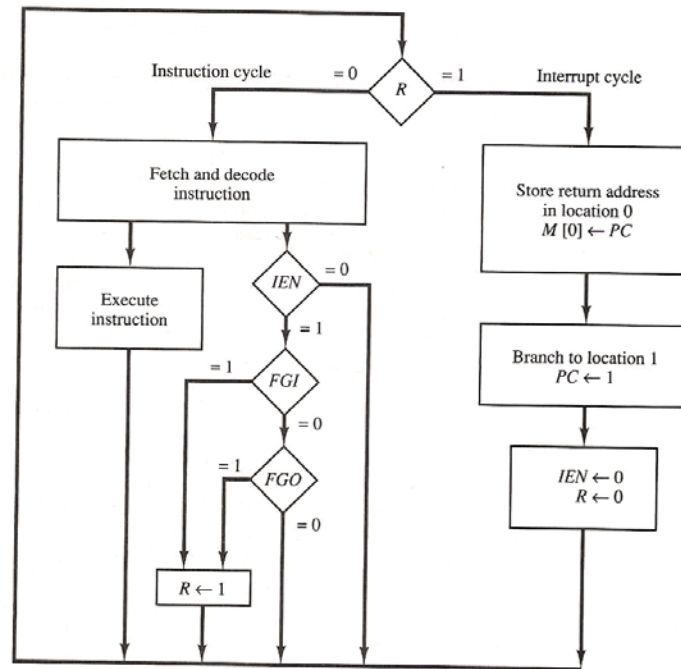 Instruction cycle
= 0
R
= 1
Interrupt cycle
Fetch and decode
instruction
Store return address
in location 0
M [0] ← PC
IEN
= 0
Execute
instruction
= 1
Branch to location 1
PC ← 1
= 1
FGI
= 0
= 1
FGO
IEN ← 0
R ← 0
= 0
R ← 1